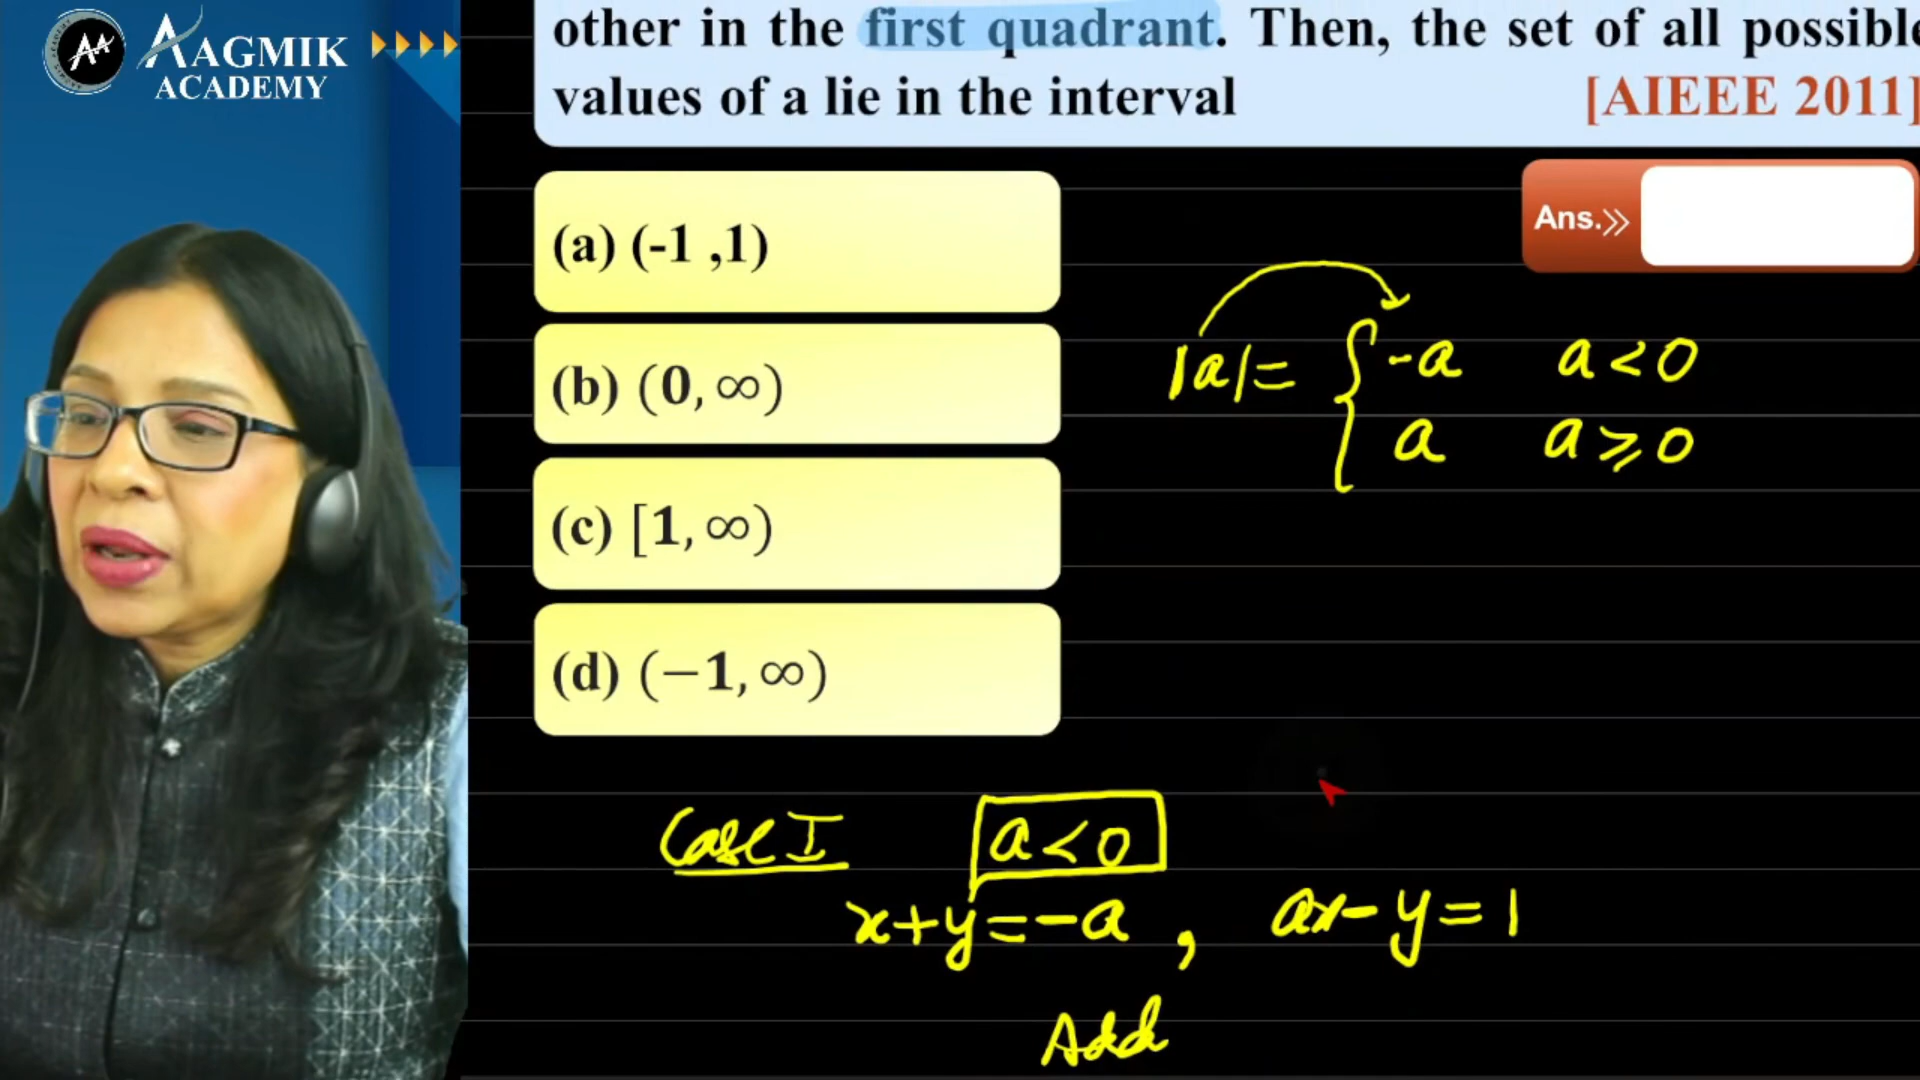 AAGMIK
ACADEMY
other in the first quadrant. Then, the set of all possible
values of a lie in the interval [AIEEE 2011]
Ans.
(a) (-1 ,1)
(b) (0, ∞)
(c) [1, ∞)
(d) (−1, ∞)
|a|= { -a a<0
a a≥0
Case I a<0
x+y=-a , ax-y=1
Add